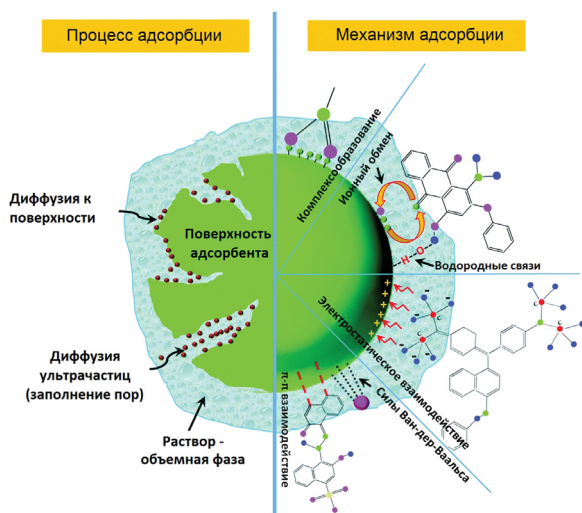 Процесс адсорбции
Механизм адсорбции
Диффузия к
поверхности
Поверхность
адсорбента
Диффузия
ультрачастиц
(заполнение пор)
Раствор -
объемная фаза
Комплексообразование
Ионный обмен
H
O
Водородные связи
Электростатическое взаимодействие
Силы Ван-дер-Ваальса
π-π взаимодействие
+
+
+
+
-
-
-
-
c
c
c
c